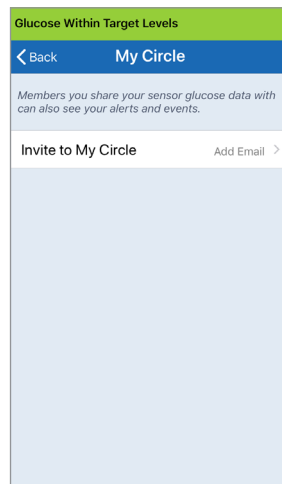 Glucose Within Target Levels
Back My Circle
Members you share your sensor glucose data with
can also see your alerts and events.
Invite to My Circle Add Email